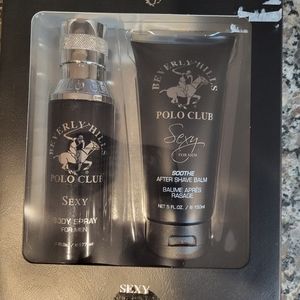 BEVERLY HILLS
POLO CLUB
SEXY
BODY SPRAY
FOR MEN
BEVERLY HILLS
POLO CLUB
Sexy
FOR MEN
SOOTHE
AFTER SHAVE BALM
BAUME APRÈS
RASAGE
NET 5 FL. OZ. / ℮ 150ml
SEXY